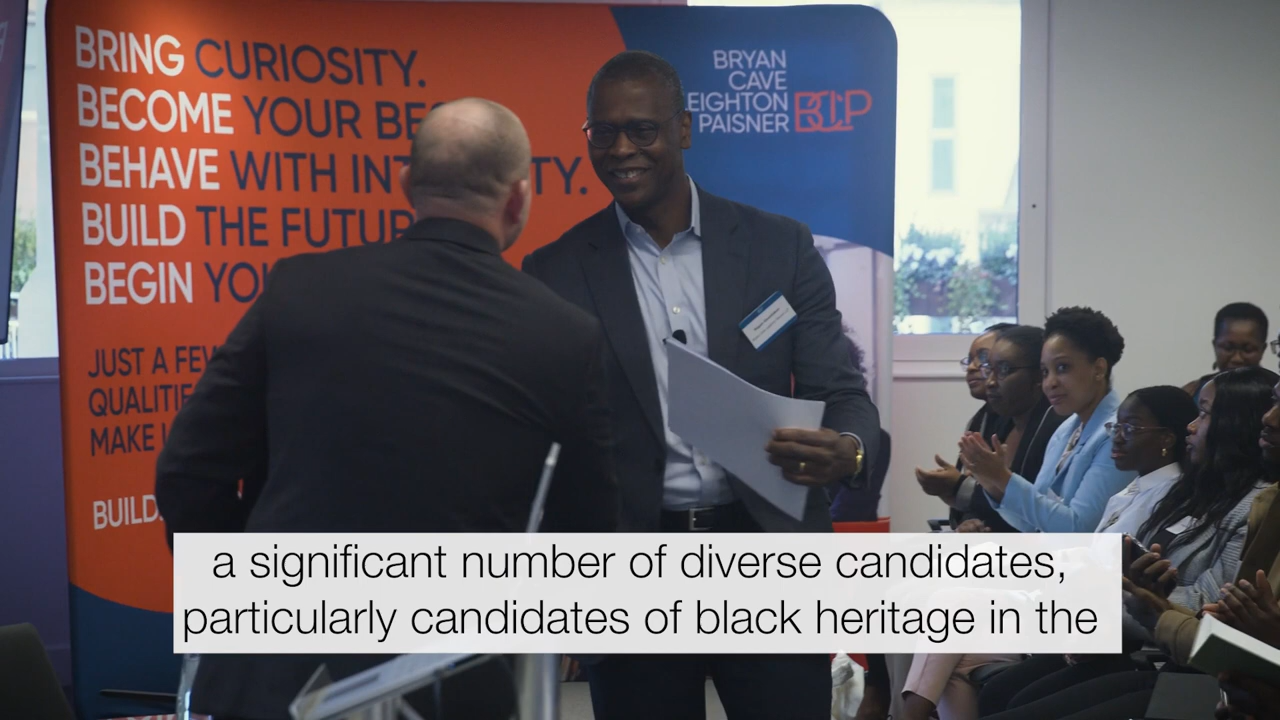 BRING CURIOSITY.
BECOME YOUR BE
BEHAVE WITH INT TY.
BUILD THE FUTUR
BEGIN YO
JUST A FEW
QUALITIE
MAKE
BUILD.
BRYAN
CAVE
LEIGHTON
PAISNER BCLP
a significant number of diverse candidates,
particularly candidates of black heritage in the